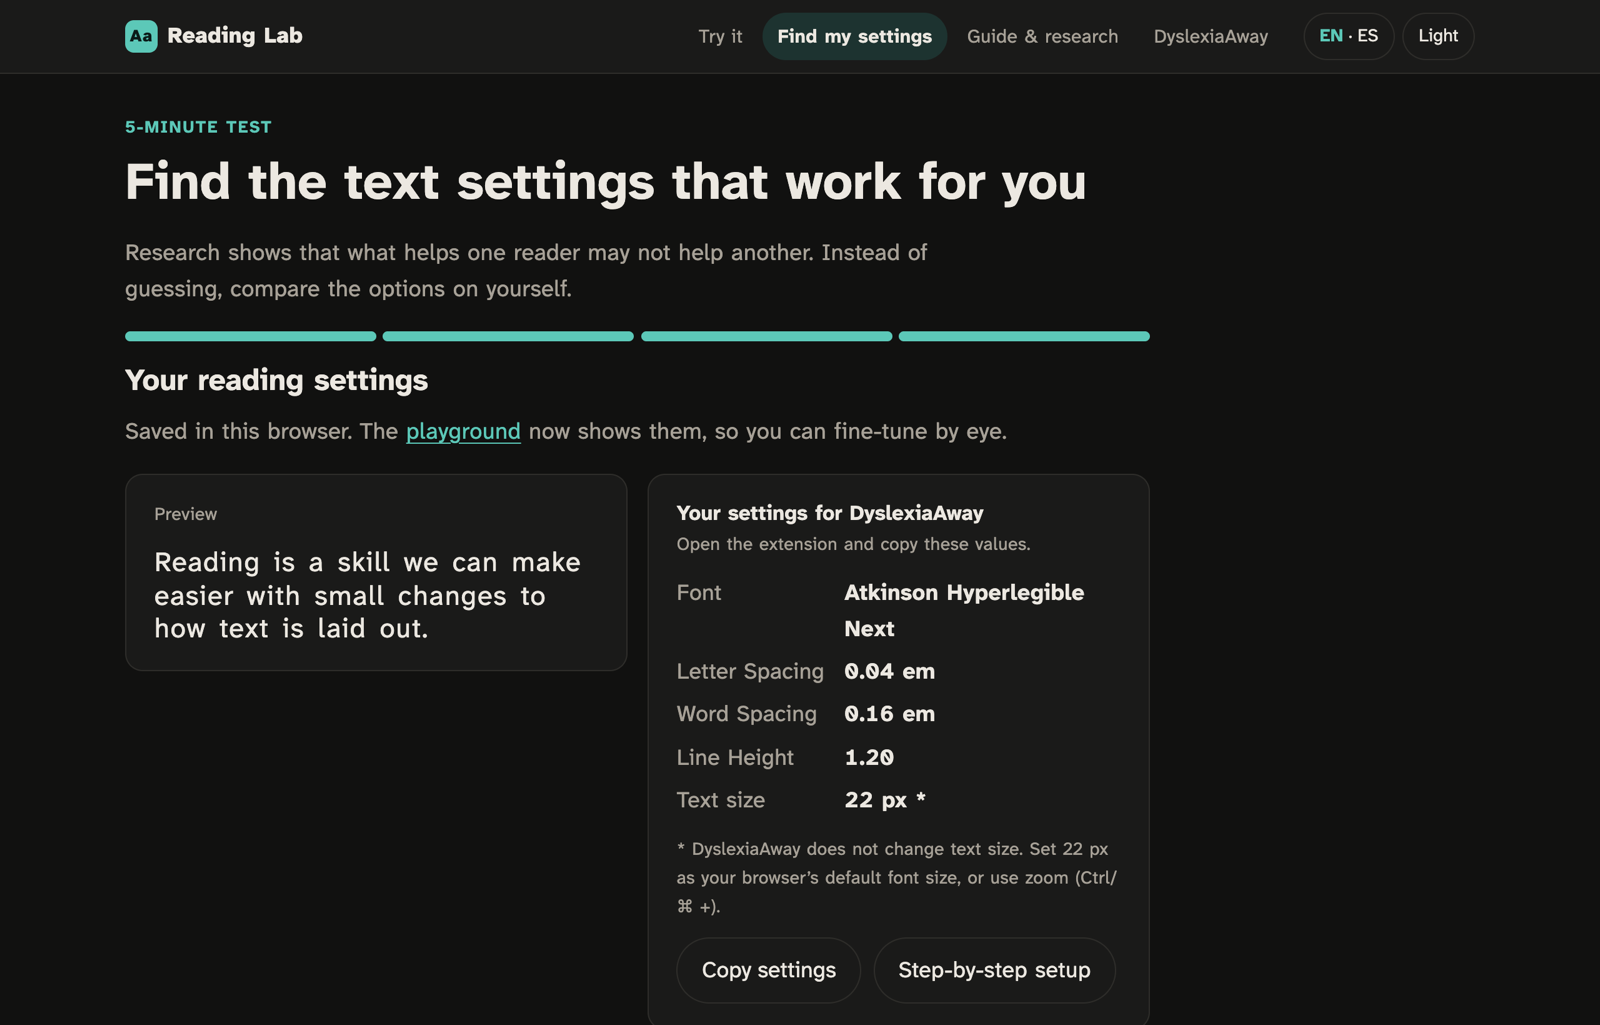 Aa Reading Lab
Try it
Find my settings
Guide & research
DyslexiaAway
EN · ES
Light
5-MINUTE TEST
Find the text settings that work for you
Research shows that what helps one reader may not help another. Instead of
guessing, compare the options on yourself.
Your reading settings
Saved in this browser. The playground now shows them, so you can fine-tune by eye.
Preview
Reading is a skill we can make
easier with small changes to
how text is laid out.
Your settings for DyslexiaAway
Open the extension and copy these values.
Font Atkinson Hyperlegible
Next
Letter Spacing 0.04 em
Word Spacing 0.16 em
Line Height 1.20
Text size 22 px *
* DyslexiaAway does not change text size. Set 22 px
as your browser’s default font size, or use zoom (Ctrl/
⌘ +).
Copy settings
Step-by-step setup